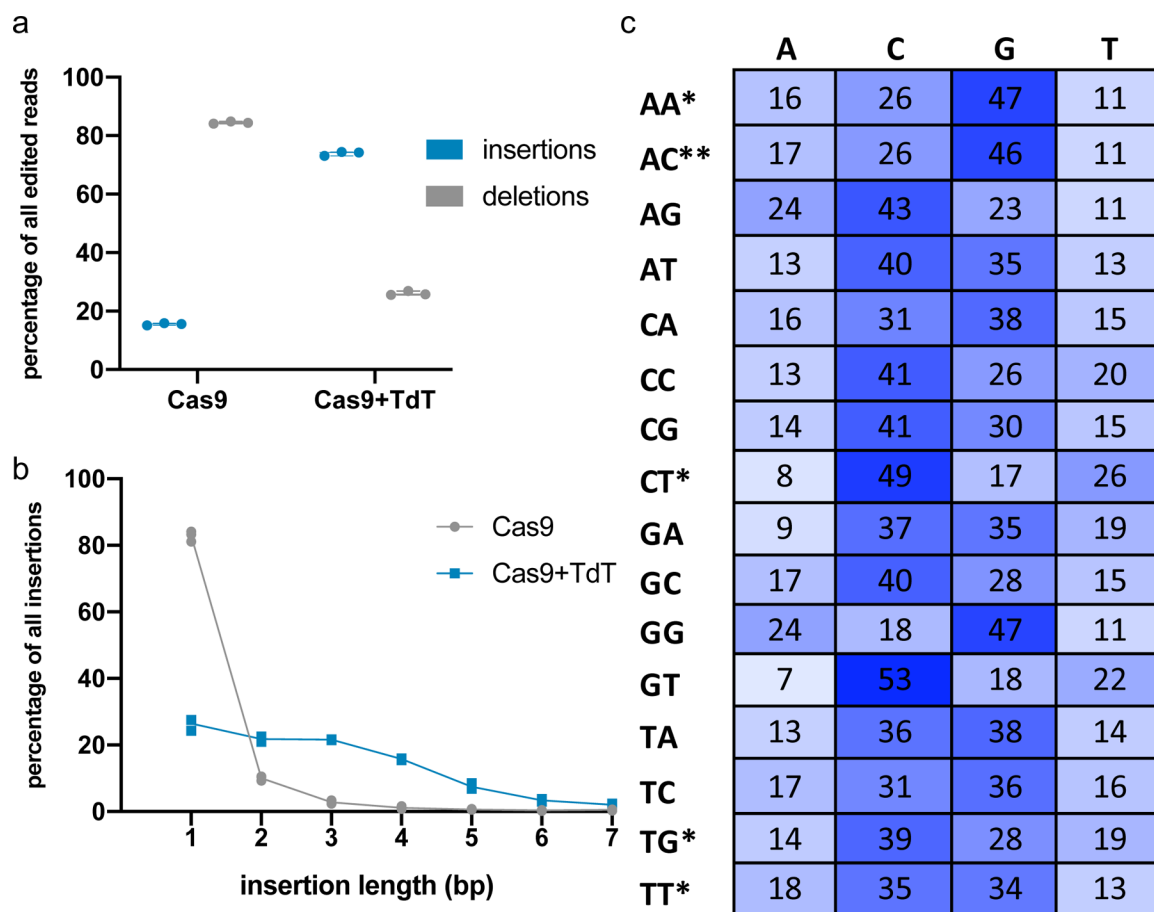 a
percentage of all edited reads
100
80
60
40
20
0
Cas9
Cas9+TdT
insertions
deletions
b
percentage of all insertions
100
80
60
40
20
0
1 2 3 4 5 6 7
insertion length (bp)
Cas9
Cas9+TdT
c
A C G T
AA* 16 26 47 11
AC** 17 26 46 11
AG 24 43 23 11
AT 13 40 35 13
CA 16 31 38 15
CC 13 41 26 20
CG 14 41 30 15
CT* 8 49 17 26
GA 9 37 35 19
GC 17 40 28 15
GG 24 18 47 11
GT 7 53 18 22
TA 13 36 38 14
TC 17 31 36 16
TG* 14 39 28 19
TT* 18 35 34 13